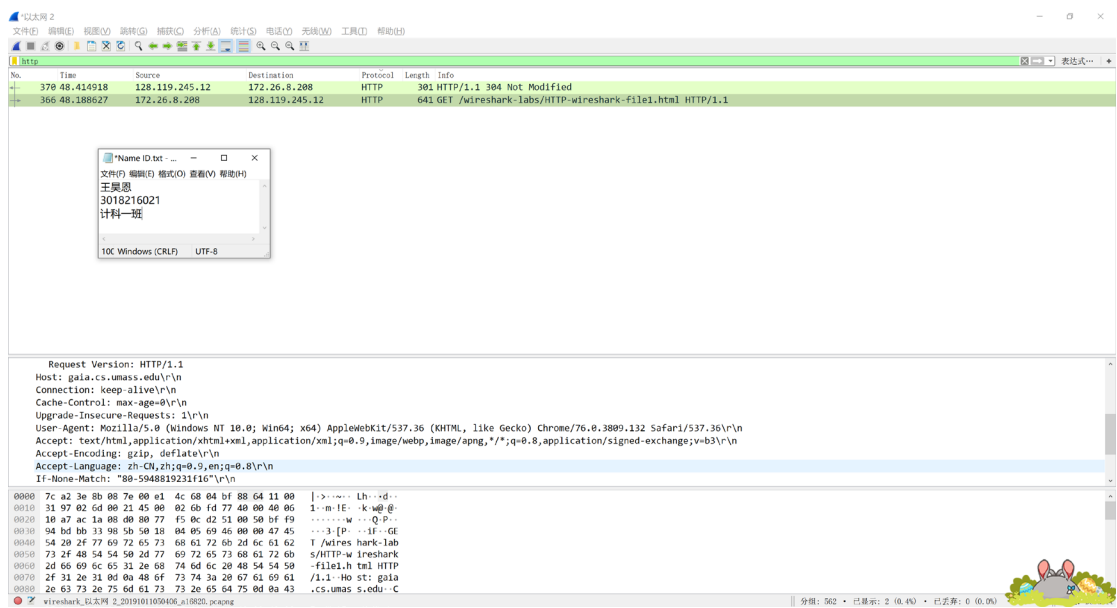 *以太网 2
文件(F) 编辑(E) 视图(V) 跳转(G) 捕获(C) 分析(A) 统计(S) 电话(Y) 无线(W) 工具(T) 帮助(H)
http 表达式… +
No. Time Source Destination Protocol Length Info
370 48.414918 128.119.245.12 172.26.8.208 HTTP 301 HTTP/1.1 304 Not Modified
366 48.188627 172.26.8.208 128.119.245.12 HTTP 641 GET /wireshark-labs/HTTP-wireshark-file1.html HTTP/1.1
*Name ID.txt - ...
文件(F) 编辑(E) 格式(O) 查看(V) 帮助(H)
王昊恩
3018216021
计科一班
Windows (CRLF) UTF-8
Request Version: HTTP/1.1
Host: gaia.cs.umass.edu\r\n
Connection: keep-alive\r\n
Cache-Control: max-age=0\r\n
Upgrade-Insecure-Requests: 1\r\n
User-Agent: Mozilla/5.0 (Windows NT 10.0; Win64; x64) AppleWebKit/537.36 (KHTML, like Gecko) Chrome/76.0.3809.132 Safari/537.36\r\n
Accept: text/html,application/xhtml+xml,application/xml;q=0.9,image/webp,image/apng,*/*;q=0.8,application/signed-exchange;v=b3\r\n
Accept-Encoding: gzip, deflate\r\n
Accept-Language: zh-CN,zh;q=0.9,en;q=0.8\r\n
If-None-Match: "80-5948819231f16"\r\n
0000 7c a2 3e 8b 08 7e 00 e1 4c 68 04 bf 88 64 11 00 |·>··~·· Lh···d··
0010 31 97 02 6d 00 21 45 00 02 6b fd 77 40 00 40 06 1··m·!E· ·k·w@·@·
0020 10 a7 ac 1a 08 d0 80 77 f5 0c d2 51 00 50 bf f9 ·······w ···Q·P··
0030 94 bd bb 33 98 5b 50 18 04 05 69 46 00 00 47 45 ···3·[P· ··iF··GE
0040 54 20 2f 77 69 72 65 73 68 61 72 6b 2d 6c 61 62 T /wires hark-lab
0050 73 2f 48 54 54 50 2d 77 69 72 65 73 68 61 72 6b s/HTTP-w ireshark
0060 2d 66 69 6c 65 31 2e 68 74 6d 6c 20 48 54 54 50 -file1.h tml HTTP
0070 2f 31 2e 31 0d 0a 48 6f 73 74 3a 20 67 61 69 61 /1.1··Ho st: gaia
0080 2e 63 73 2e 75 6d 61 73 73 2e 65 64 75 0d 0a 43 .cs.umas s.edu··C
wireshark_以太网 2_20191011050406_a16820.pcapng 分组: 562 · 已显示: 2 (0.4%) · 已丢弃: 0 (0.0%)